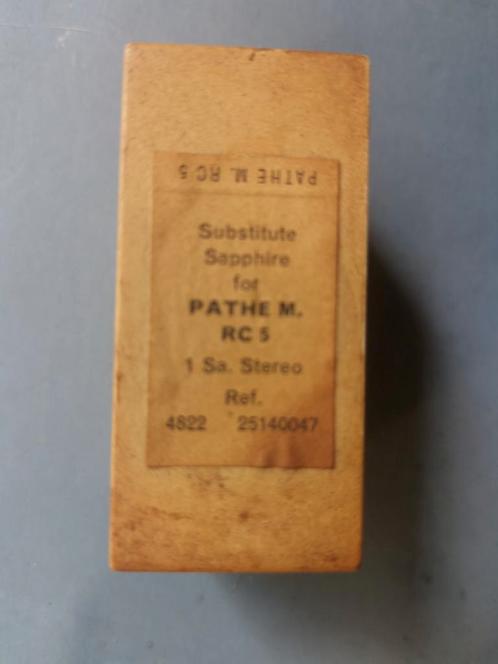 PATHE M. RC 5
Substitute
Sapphire
for
PATHE M.
RC 5
1 Sa. Stereo
Ref.
4822 25140047